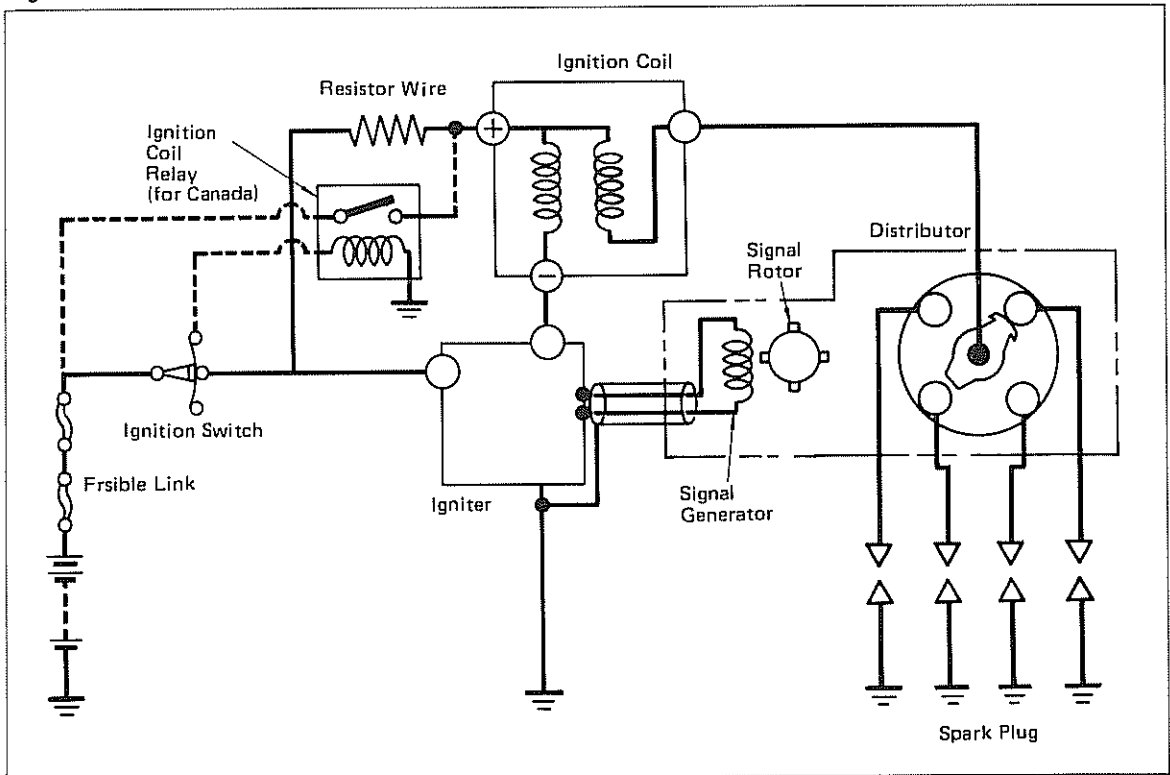 Ignition Coil
Resistor Wire
Ignition
Coil
Relay
(for Canada)
Distributor
Signal
Rotor
Ignition Switch
Frsible Link
Igniter
Signal
Generator
Spark Plug
+
−